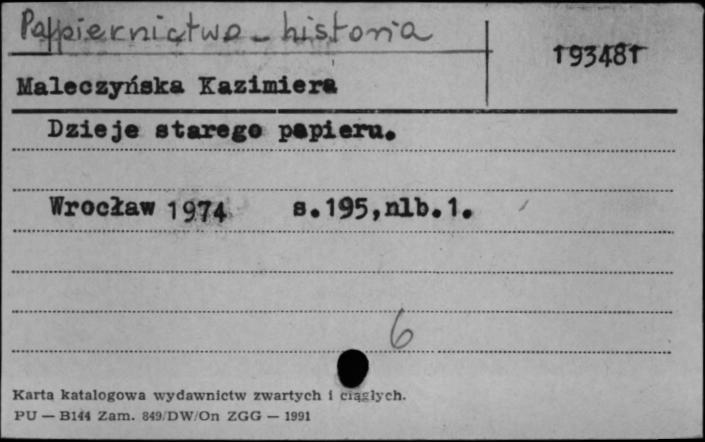 Papiernictwo - historia
193481
Maleczyńska Kazimiera
Dzieje starego papieru.
Wrocław 1974 s.195,nlb.1.
6
Karta katalogowa wydawnictw zwartych i ciągłych.
PU — B144 Zam. 849/DW/On ZGG — 1991